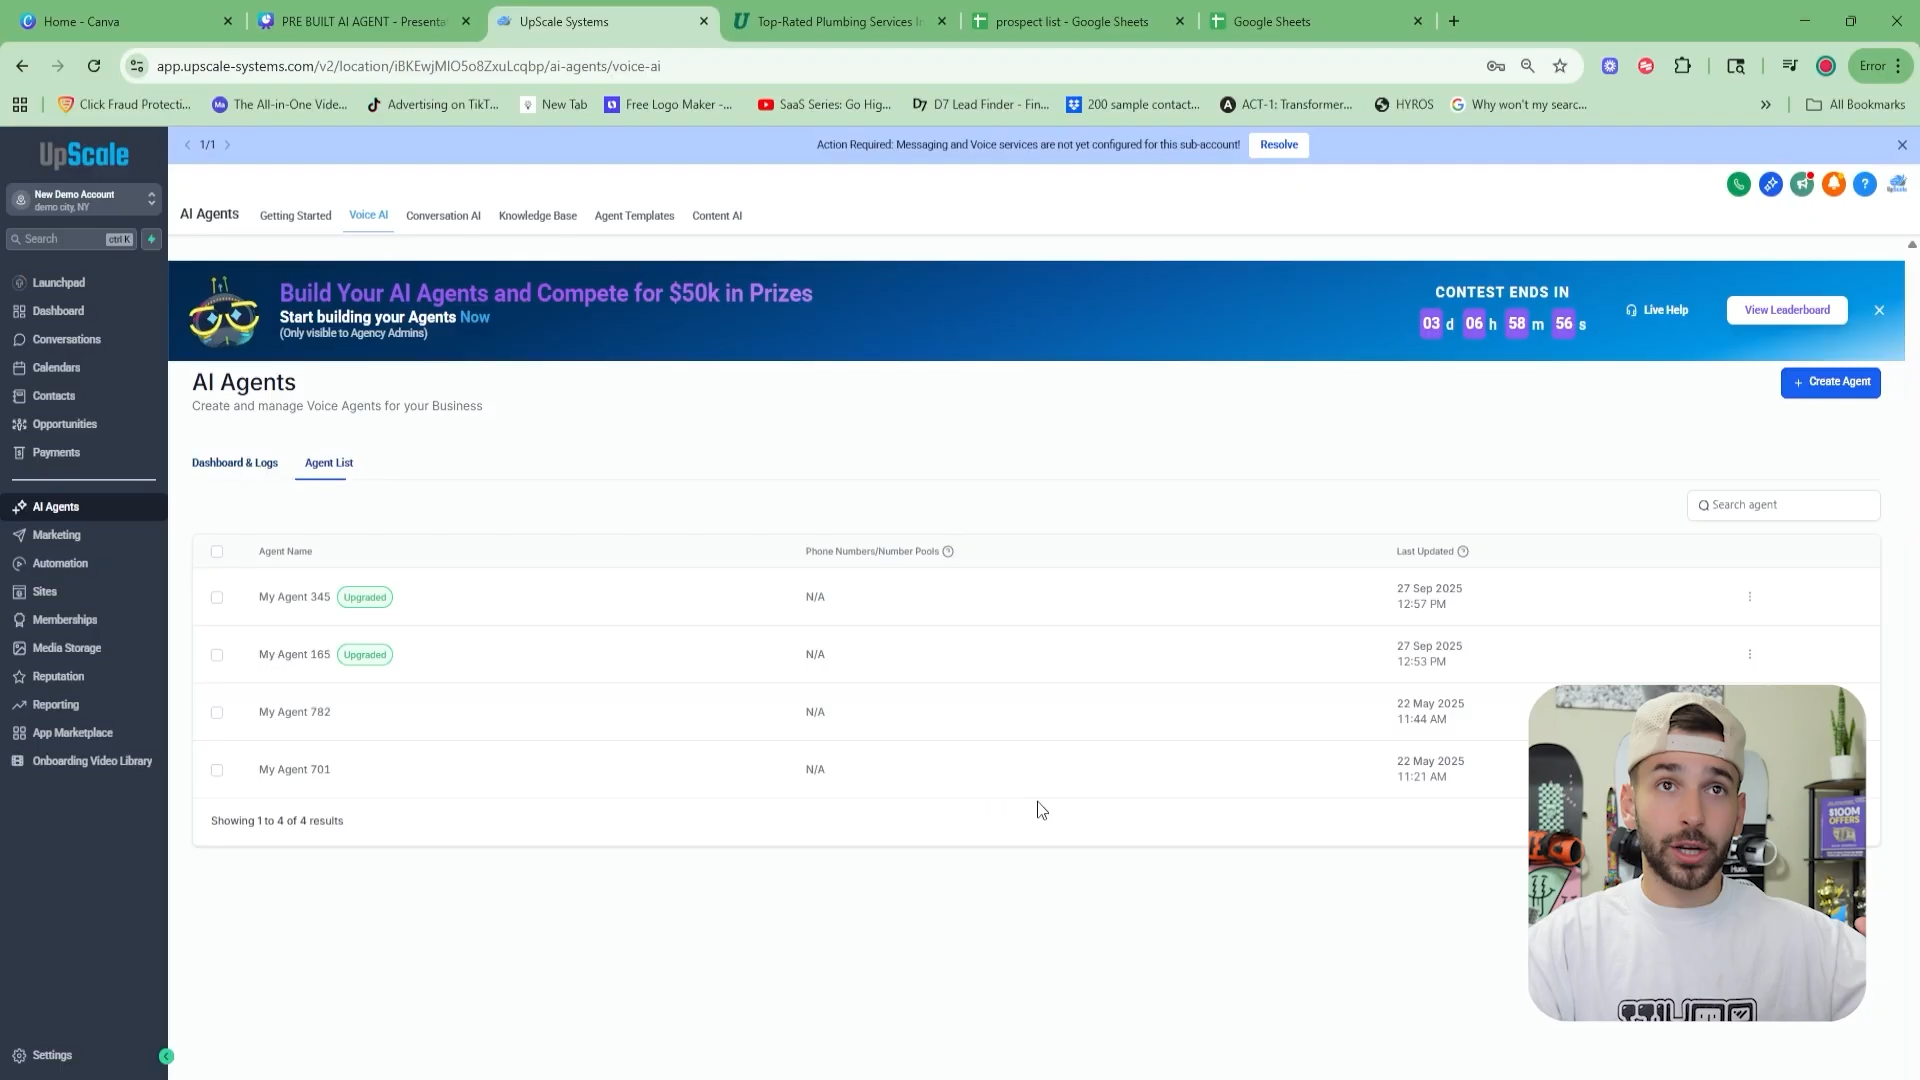 Home - Canva
PRE BUILT AI AGENT - Presenta
UpScale Systems
Top-Rated Plumbing Services in
prospect list - Google Sheets
Google Sheets
app.upscale-systems.com/v2/location/iBKEwjMlO5o8ZxuLcqbp/ai-agents/voice-ai
Error
Click Fraud Protecti...
Ma The All-in-One Vide...
Advertising on TikT...
New Tab
Free Logo Maker -...
SaaS Series: Go Hig...
D7 D7 Lead Finder - Fin...
200 sample contact...
ACT-1: Transformer...
HYROS
Why won't my searc...
All Bookmarks
UpScale
1/1
Action Required: Messaging and Voice services are not yet configured for this sub-account!
Resolve
New Demo Account
demo city, NY
Search
ctrl K
AI Agents
Getting Started
Voice AI
Conversation AI
Knowledge Base
Agent Templates
Content AI
Launchpad
Dashboard
Conversations
Calendars
Contacts
Opportunities
Payments
AI Agents
Marketing
Automation
Sites
Memberships
Media Storage
Reputation
Reporting
App Marketplace
Onboarding Video Library
Settings
Build Your AI Agents and Compete for $50k in Prizes
Start building your Agents Now
(Only visible to Agency Admins)
CONTEST ENDS IN
03 d 06 h 58 m 56 s
Live Help
View Leaderboard
AI Agents
Create and manage Voice Agents for your Business
+ Create Agent
Dashboard & Logs
Agent List
Search agent
Agent Name
Phone Numbers/Number Pools
Last Updated
My Agent 345 Upgraded
N/A
27 Sep 2025
12:57 PM
My Agent 165 Upgraded
N/A
27 Sep 2025
12:53 PM
My Agent 782
N/A
22 May 2025
11:44 AM
My Agent 701
N/A
22 May 2025
11:21 AM
Showing 1 to 4 of 4 results
$100M
OFFERS